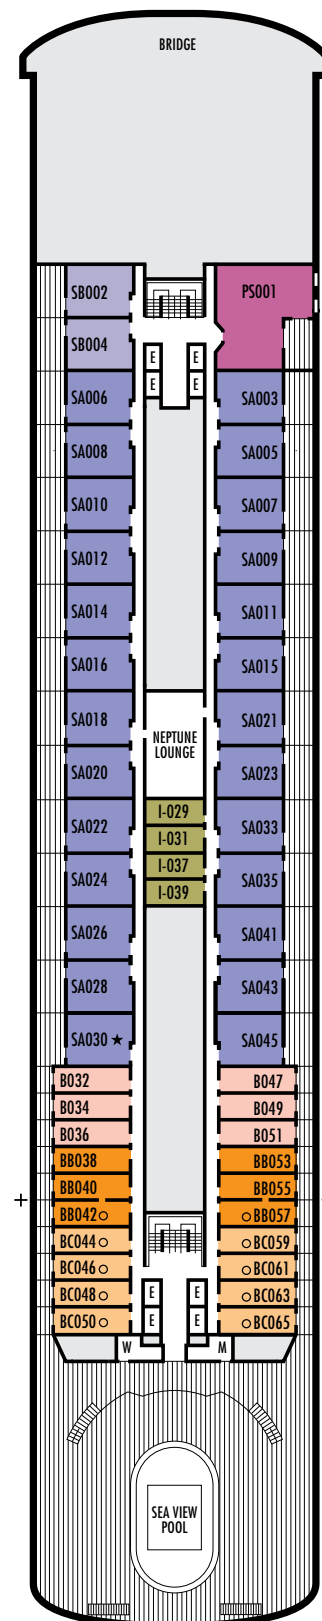 BRIDGE
SB002
PS001
SB004
E
E
SA006
E
E
SA003
SA008
SA005
SA010
SA007
SA012
SA009
SA014
SA011
SA016
SA015
SA018
SA021
NEPTUNE
LOUNGE
SA020
SA023
I-029
SA022
SA033
I-031
I-037
SA024
SA035
I-039
SA026
SA041
SA028
SA043
SA030 ★
SA045
B032
B047
B034
B049
B036
B051
BB038
BB053
BB040
BB055
BB042○
○BB057
BC044○
○BC059
BC046○
○BC061
BC048○
E
E
○BC063
BC050○
E
E
○BC065
W
M
SEA VIEW
POOL